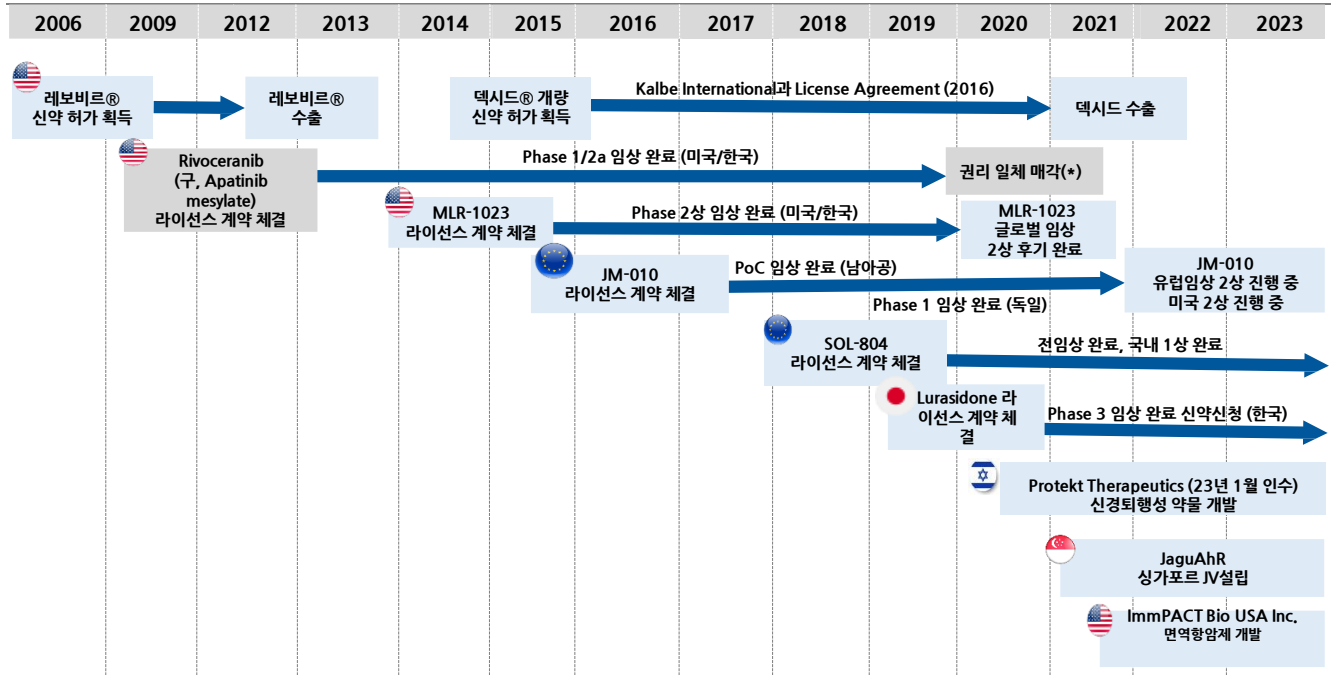 2006 2009 2012 2013 2014 2015 2016 2017 2018 2019 2020 2021 2022 2023
레보비르®
신약 허가 획득
레보비르®
수출
덱시드® 개량
신약 허가 획득
Kalbe International과 License Agreement (2016)
덱시드 수출
Rivoceranib
(구, Apatinib
mesylate)
라이선스 계약 체결
Phase 1/2a 임상 완료 (미국/한국)
권리 일체 매각(*)
MLR-1023
라이선스 계약 체결
Phase 2상 임상 완료 (미국/한국)
MLR-1023
글로벌 임상
2상 후기 완료
JM-010
라이선스 계약 체결
PoC 임상 완료 (남아공)
Phase 1 임상 완료 (독일)
JM-010
유럽임상 2상 진행 중
미국 2상 진행 중
SOL-804
라이선스 계약 체결
전임상 완료, 국내 1상 완료
Lurasidone 라
이선스 계약 체
결
Phase 3 임상 완료 신약신청 (한국)
Protekt Therapeutics (23년 1월 인수)
신경퇴행성 약물 개발
JaguAhR
싱가포르 JV설립
ImmPACT Bio USA Inc.
면역항암제 개발